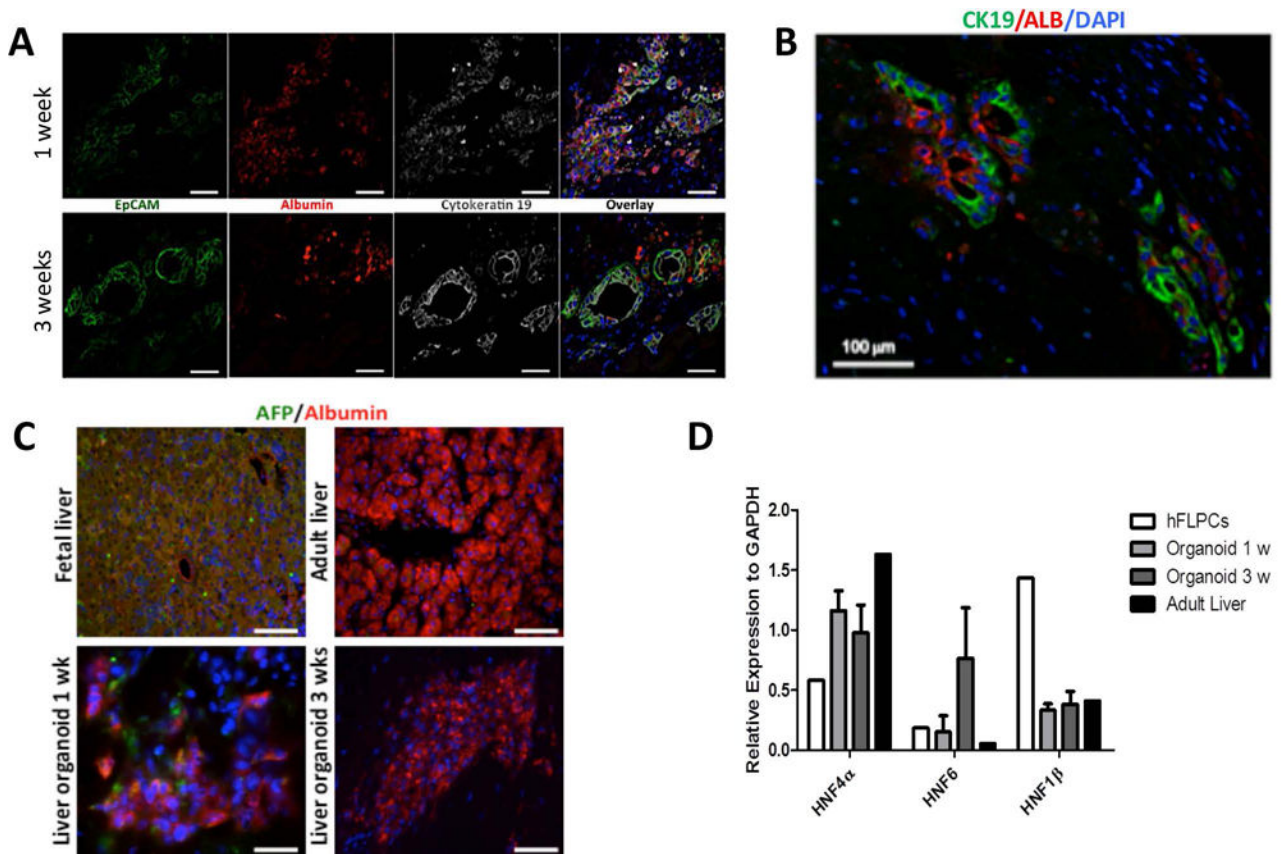 A
1 week
EpCAM
Albumin
Cytokeratin 19
Overlay
3 weeks
B
CK19/ALB/DAPI
100 µm
C
AFP/Albumin
Fetal liver
Adult liver
Liver organoid 1 wk
Liver organoid 3 wks
D
Relative Expression to GAPDH
2.0
1.5
1.0
0.5
0.0
HNF4α
HNF6
HNF1β
hFLPCs
Organoid 1 w
Organoid 3 w
Adult Liver